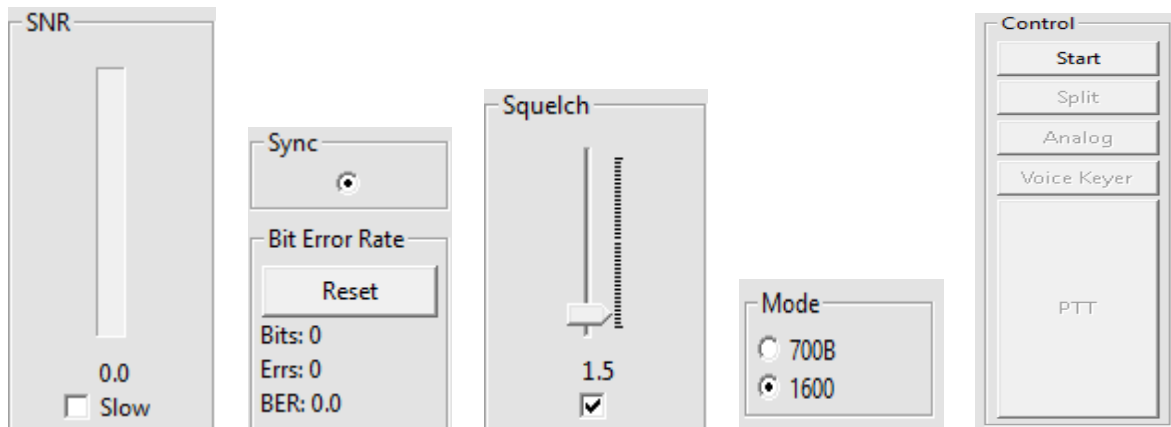 SNR
0.0
Slow
Sync
Bit Error Rate
Reset
Bits: 0
Errs: 0
BER: 0.0
Squelch
1.5
Mode
700B
1600
Control
Start
Split
Analog
Voice Keyer
PTT